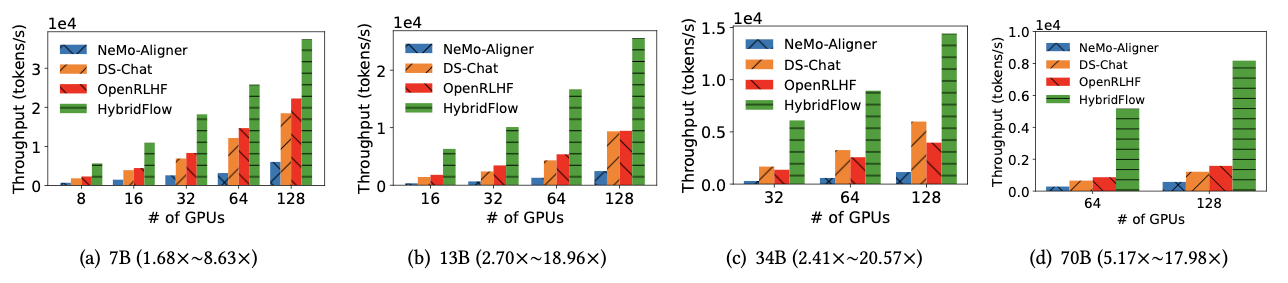 1e4
Throughput (tokens/s)
3
2
1
0
NeMo-Aligner
DS-Chat
OpenRLHF
HybridFlow
8 16 32 64 128
# of GPUs
(a) 7B (1.68×~8.63×)
1e4
Throughput (tokens/s)
2
1
0
NeMo-Aligner
DS-Chat
OpenRLHF
HybridFlow
16 32 64 128
# of GPUs
(b) 13B (2.70×~18.96×)
1e4
Throughput (tokens/s)
1.5
1.0
0.5
0.0
NeMo-Aligner
DS-Chat
OpenRLHF
HybridFlow
32 64 128
# of GPUs
(c) 34B (2.41×~20.57×)
1e4
Throughput (tokens/s)
1.0
0.8
0.6
0.4
0.2
0.0
NeMo-Aligner
DS-Chat
OpenRLHF
HybridFlow
64 128
# of GPUs
(d) 70B (5.17×~17.98×)